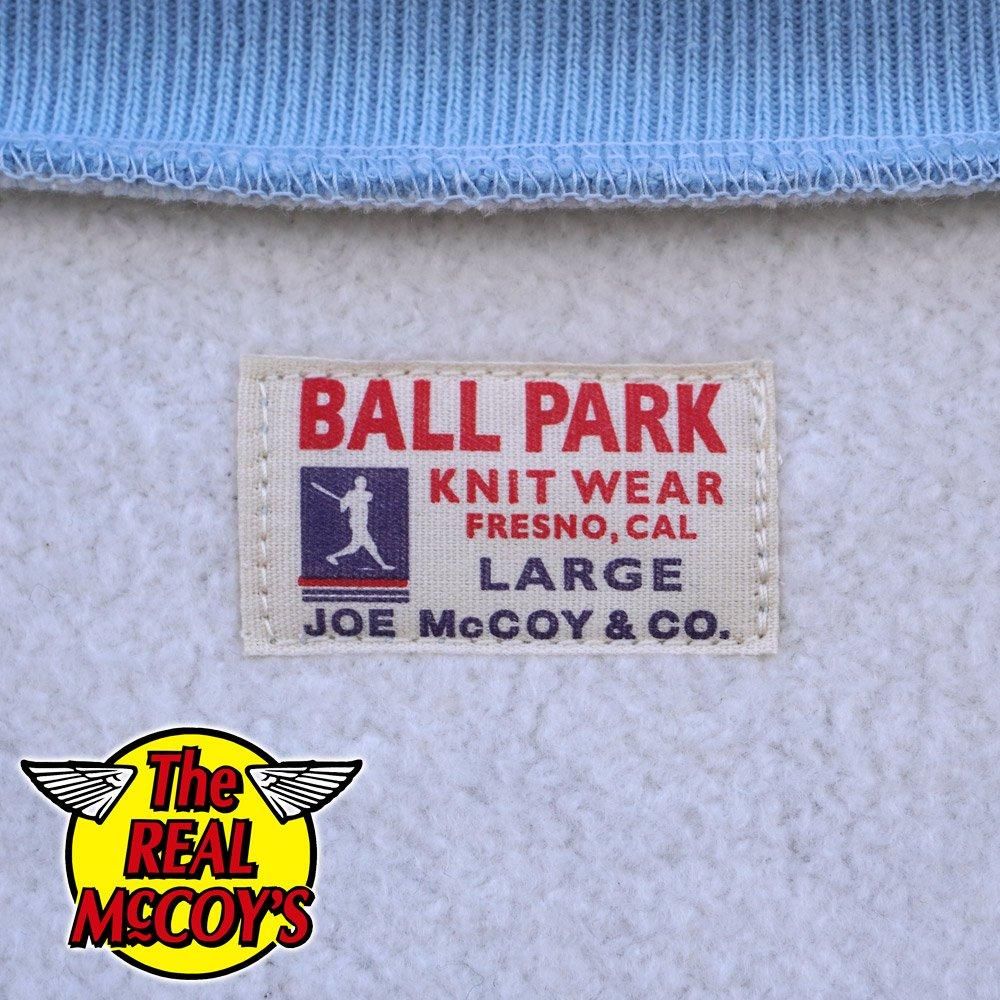 BALL PARK
KNIT WEAR
FRESNO, CAL
LARGE
JOE McCOY & CO.
The
REAL
McCOY'S